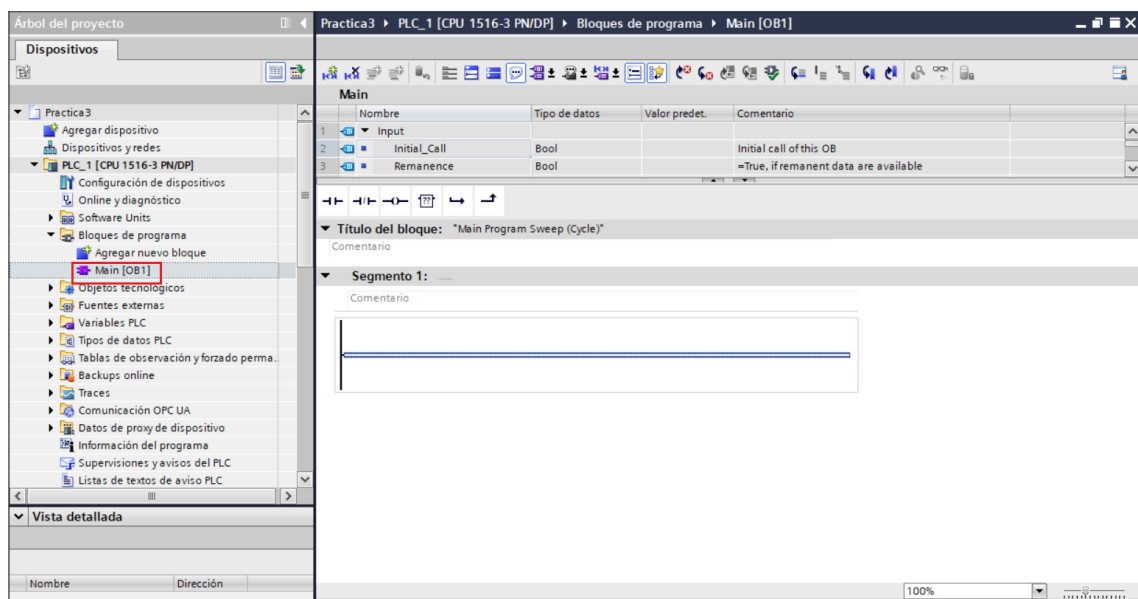 Árbol del proyecto
Dispositivos
Practica3
Agregar dispositivo
Dispositivos y redes
PLC_1 [CPU 1516-3 PN/DP]
Configuración de dispositivos
Online y diagnóstico
Software Units
Bloques de programa
Agregar nuevo bloque
Main [OB1]
Objetos tecnológicos
Fuentes externas
Variables PLC
Tipos de datos PLC
Tablas de observación y forzado perma..
Backups online
Traces
Comunicación OPC UA
Datos de proxy de dispositivo
Información del programa
Supervisiones y avisos del PLC
Listas de textos de aviso PLC
Vista detallada
Nombre Dirección
Practica3 PLC_1 [CPU 1516-3 PN/DP] Bloques de programa Main [OB1]
Main
Nombre Tipo de datos Valor predet. Comentario
1 Input
2 Initial_Call Bool Initial call of this OB
3 Remanence Bool =True, if remanent data are available
??
Título del bloque: "Main Program Sweep (Cycle)"
Comentario
Segmento 1: .....
Comentario
100%